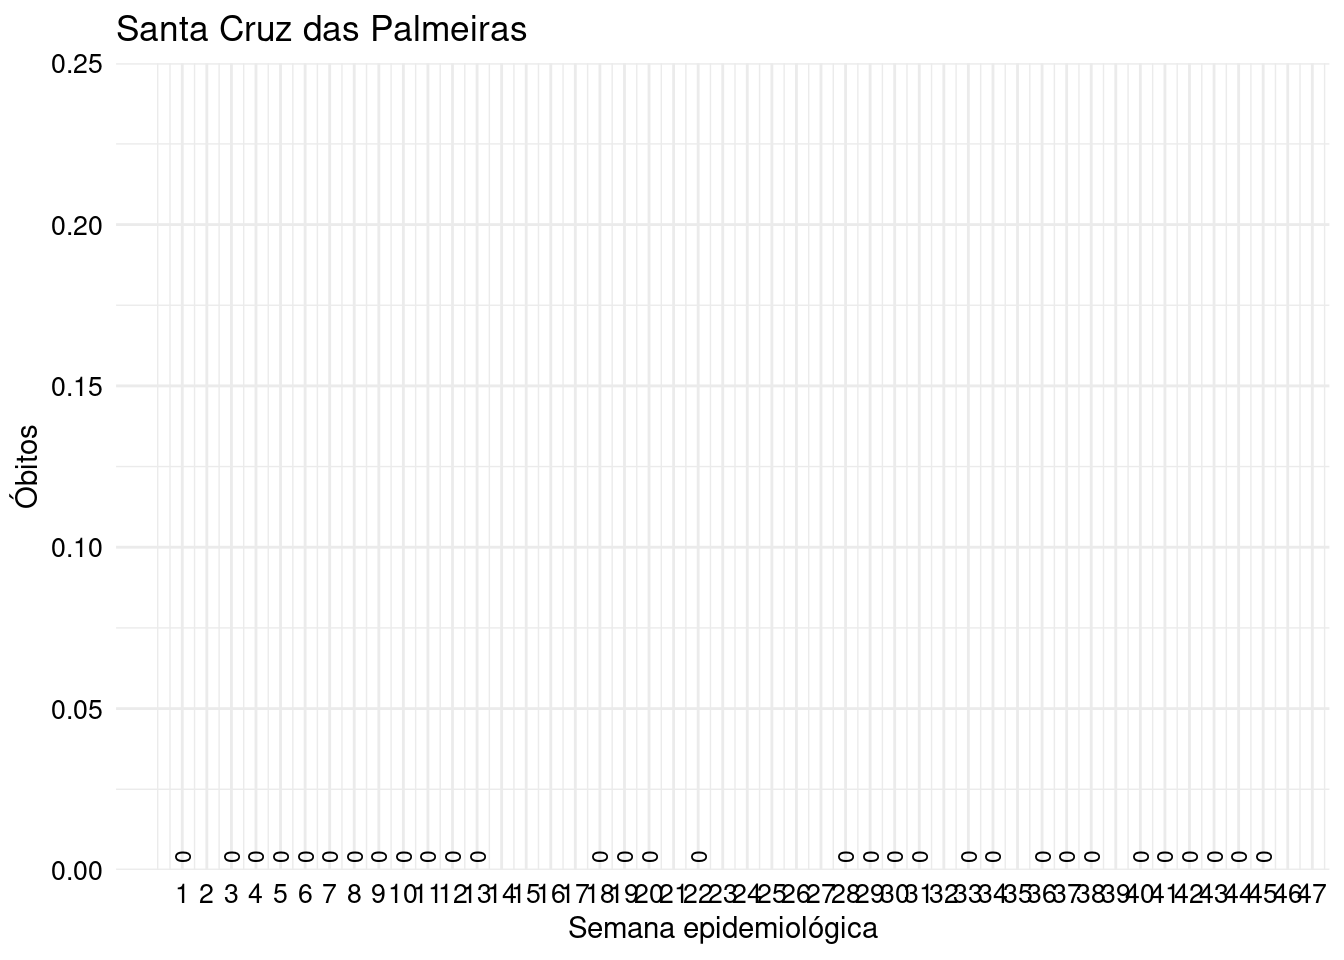 Santa Cruz das Palmeiras
0.25
0.20
0.15
0.10
0.05
0.00
Óbitos
0 0 0 0 0 0 0 0 0 0 0 0 0 0 0 0 0 0 0 0 0 0 0 0 0 0 0 0 0 0 0
1 2 3 4 5 6 7 8 9 10 11 12 13 14 15 16 17 18 19 20 21 22 23 24 25 26 27 28 29 30 31 32 33 34 35 36 37 38 39 40 41 42 43 44 45 46 47
Semana epidemiológica